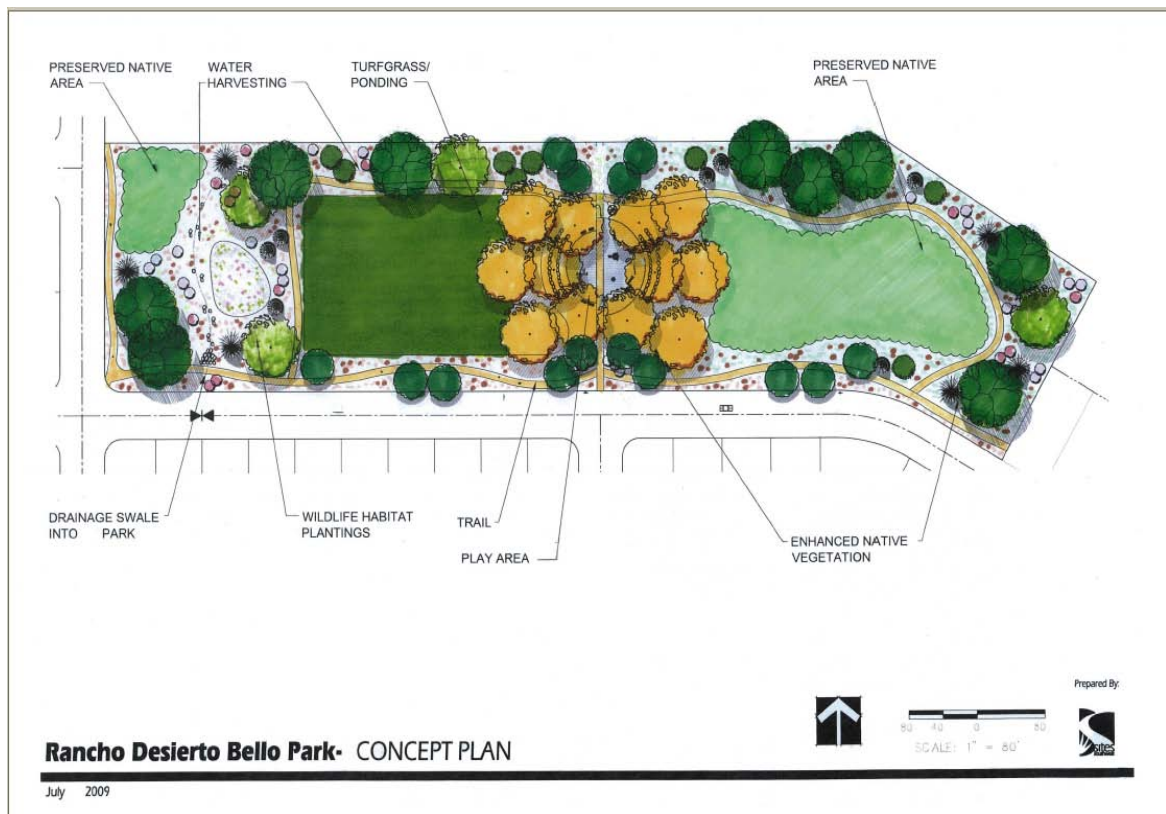 PRESERVED NATIVE
AREA
WATER
HARVESTING
TURFGRASS/
PONDING
PRESERVED NATIVE
AREA
DRAINAGE SWALE
INTO PARK
WILDLIFE HABITAT
PLANTINGS
TRAIL
PLAY AREA
ENHANCED NATIVE
VEGETATION
Prepared By:
80 40 0 80
SCALE: 1" = 80'
sites
Rancho Desierto Bello Park- CONCEPT PLAN
July 2009